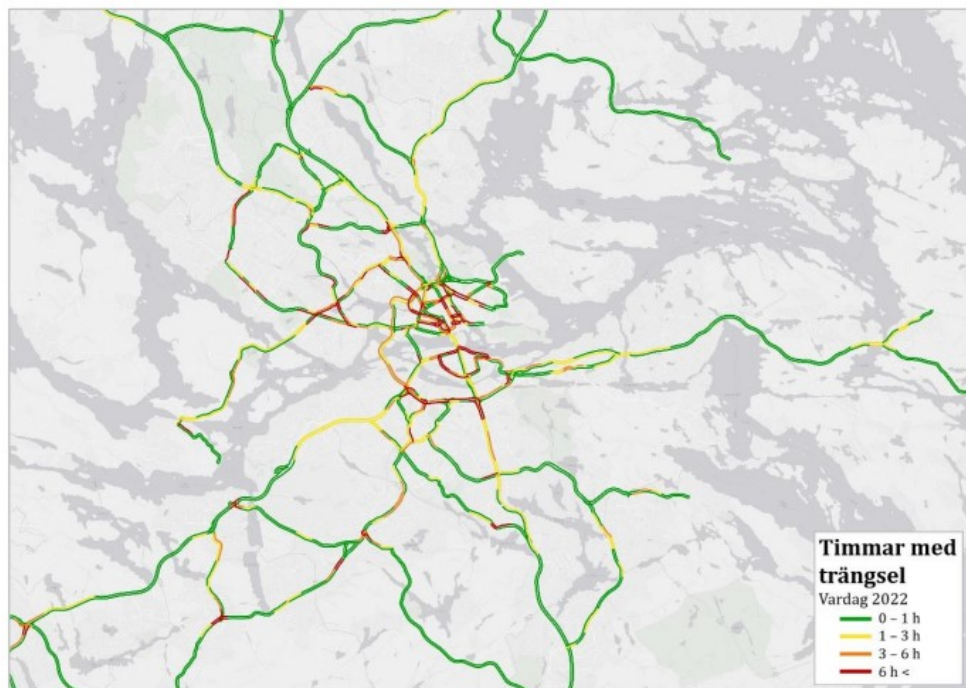 Timmar med
trängsel
Vardag 2022
0 – 1 h
1 – 3 h
3 – 6 h
6 h <